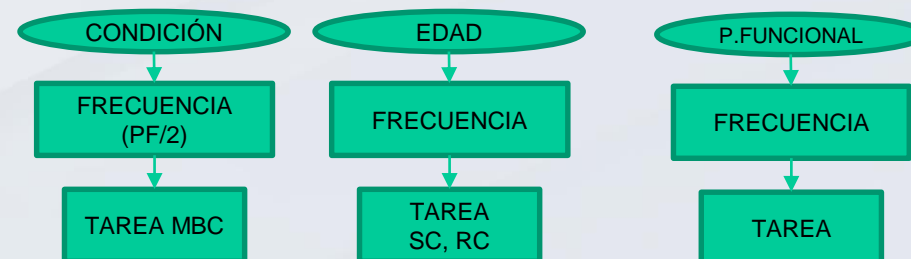 CONDICIÓN
EDAD
P.FUNCIONAL
FRECUENCIA
(PF/2)
FRECUENCIA
FRECUENCIA
TAREA MBC
TAREA
SC, RC
TAREA